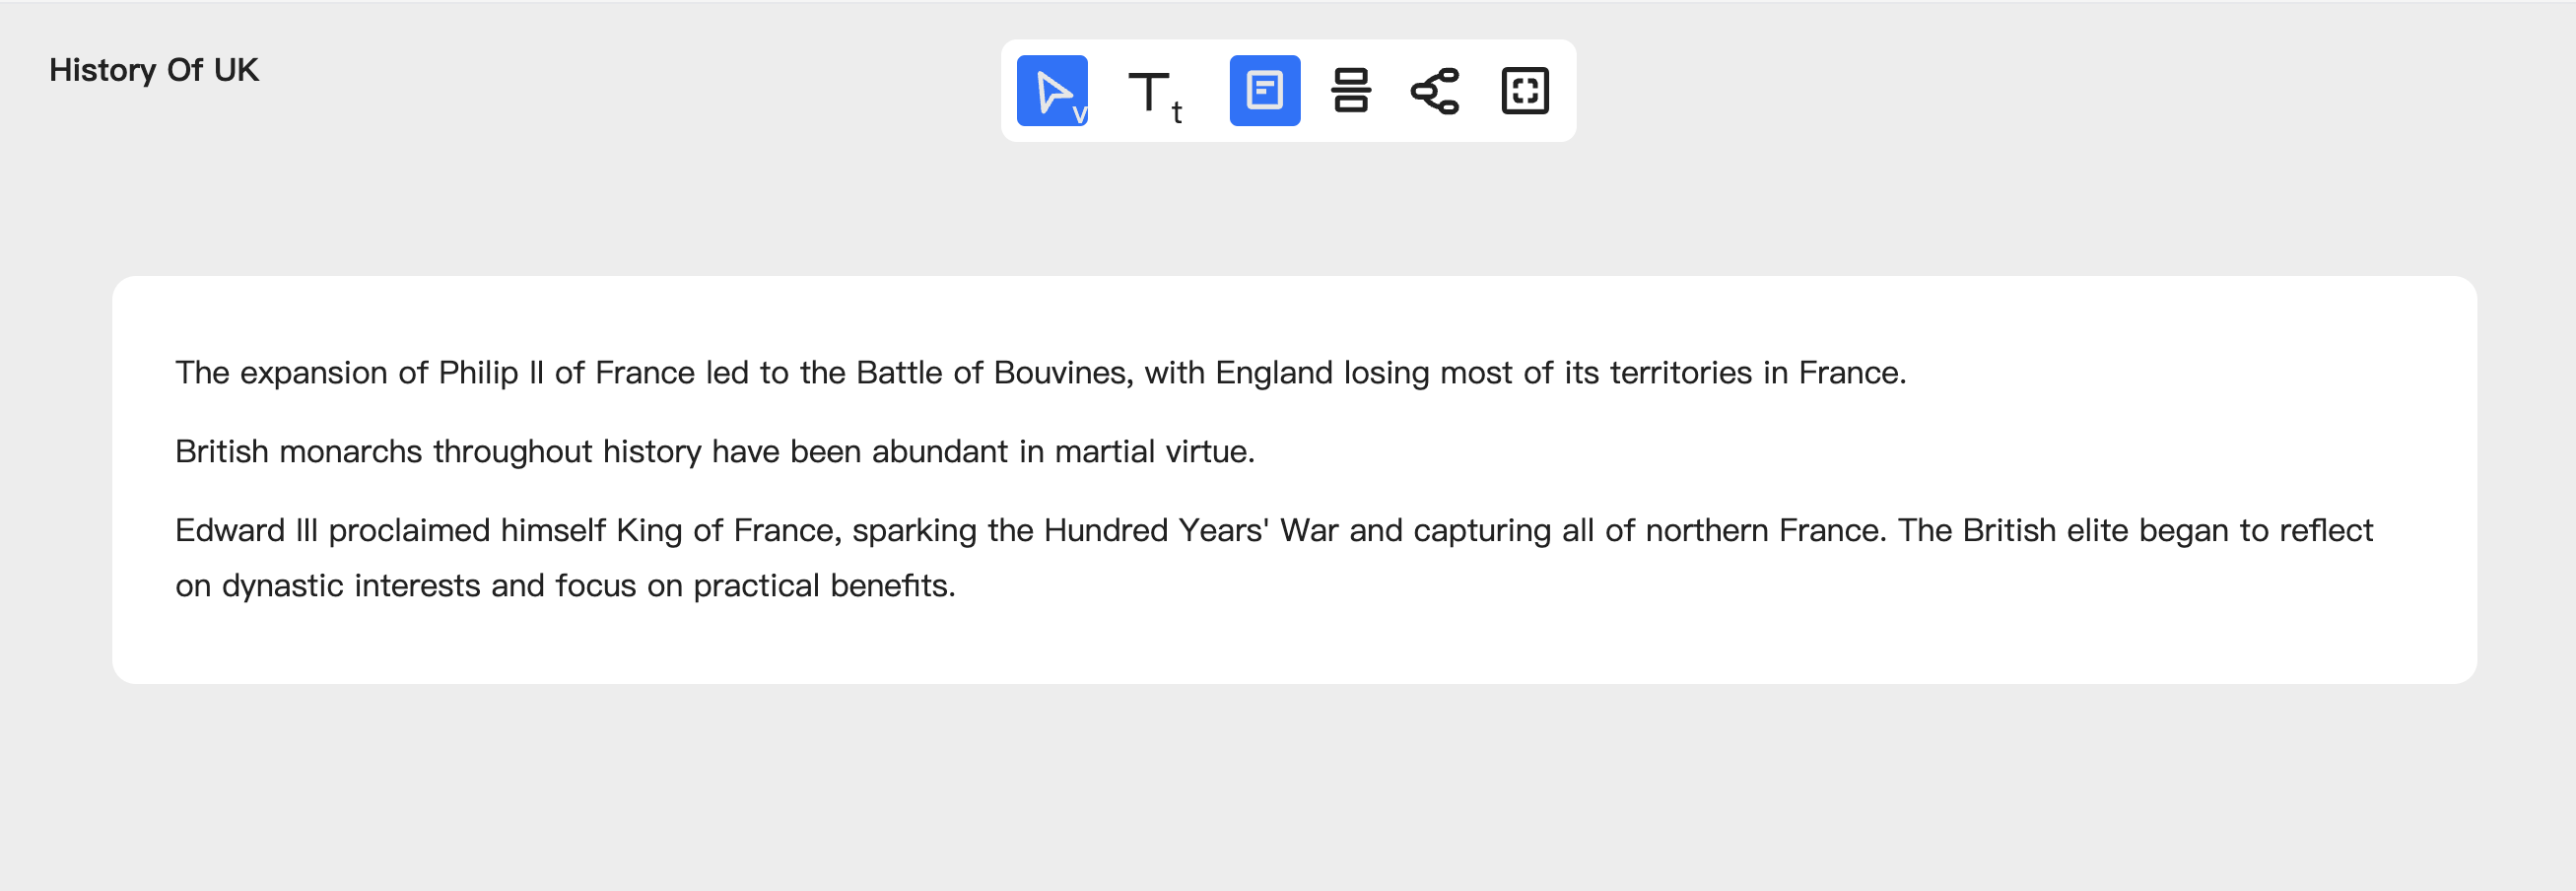 History Of UK
v
T t
The expansion of Philip II of France led to the Battle of Bouvines, with England losing most of its territories in France.
British monarchs throughout history have been abundant in martial virtue.
Edward III proclaimed himself King of France, sparking the Hundred Years' War and capturing all of northern France. The British elite began to reflect
on dynastic interests and focus on practical benefits.